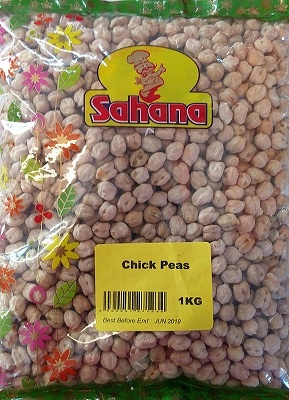 Sahana
Chick Peas
1KG
Best Before End : JUN 2019